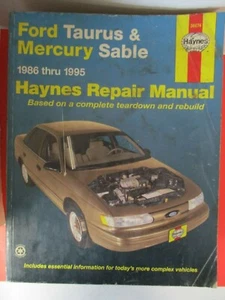 Ford Taurus &
Mercury Sable
Haynes
1986 thru 1995
Haynes Repair Manual
Based on a complete teardown and rebuild
Includes essential information for today's more complex vehicles